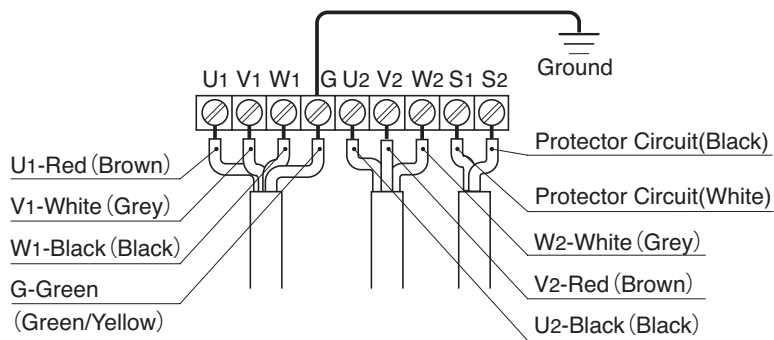 U1 V1 W1 G U2 V2 W2 S1 S2
Ground
U1-Red (Brown)
V1-White (Grey)
W1-Black (Black)
G-Green
(Green/Yellow)
Protector Circuit(Black)
Protector Circuit(White)
W2-White (Grey)
V2-Red (Brown)
U2-Black (Black)